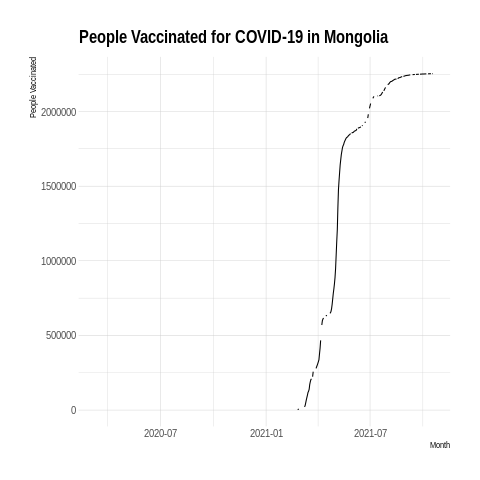 People Vaccinated for COVID-19 in Mongolia
People Vaccinated
2000000
1500000
1000000
500000
0
2020-07
2021-01
2021-07
Month